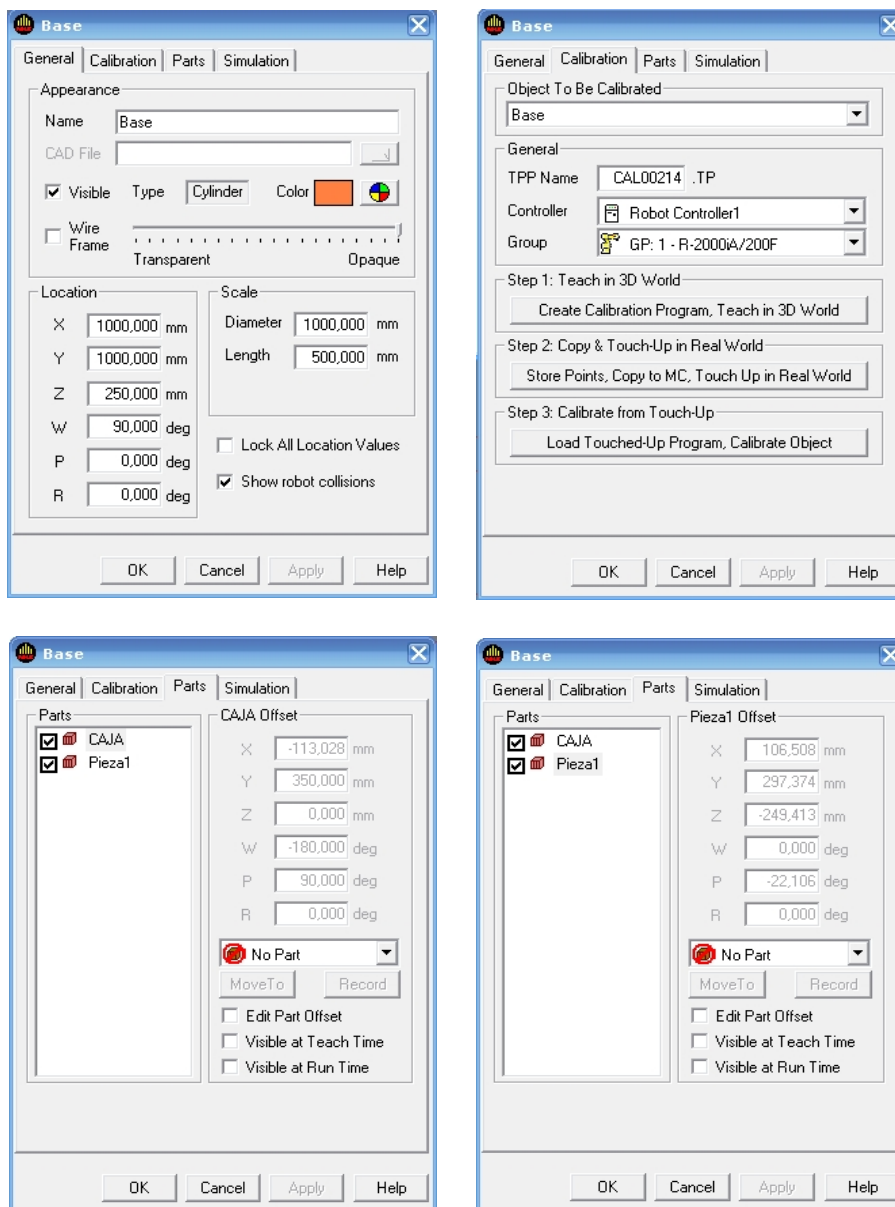 Base
General Calibration Parts Simulation
Appearance
Name Base
CAD File
Visible Type Cylinder Color
Wire Frame
Transparent Opaque
Location
X 1000,000 mm
Y 1000,000 mm
Z 250,000 mm
W 90,000 deg
P 0,000 deg
R 0,000 deg
Scale
Diameter 1000,000 mm
Length 500,000 mm
Lock All Location Values
Show robot collisions
OK Cancel Apply Help
Base
General Calibration Parts Simulation
Object To Be Calibrated
Base
General
TPP Name CAL00214 .TP
Controller Robot Controller1
Group GP: 1 - R-2000iA/200F
Step 1: Teach in 3D World
Create Calibration Program, Teach in 3D World
Step 2: Copy & Touch-Up in Real World
Store Points, Copy to MC, Touch Up in Real World
Step 3: Calibrate from Touch-Up
Load Touched-Up Program, Calibrate Object
OK Cancel Apply Help
Base
General Calibration Parts Simulation
Parts
CAJA
Pieza1
CAJA Offset
X -113,028 mm
Y 350,000 mm
Z 0,000 mm
W -180,000 deg
P 90,000 deg
R 0,000 deg
No Part
MoveTo Record
Edit Part Offset
Visible at Teach Time
Visible at Run Time
OK Cancel Apply Help
Base
General Calibration Parts Simulation
Parts
CAJA
Pieza1
Pieza1 Offset
X 106,508 mm
Y 297,374 mm
Z -249,413 mm
W 0,000 deg
P -22,106 deg
R 0,000 deg
No Part
MoveTo Record
Edit Part Offset
Visible at Teach Time
Visible at Run Time
OK Cancel Apply Help